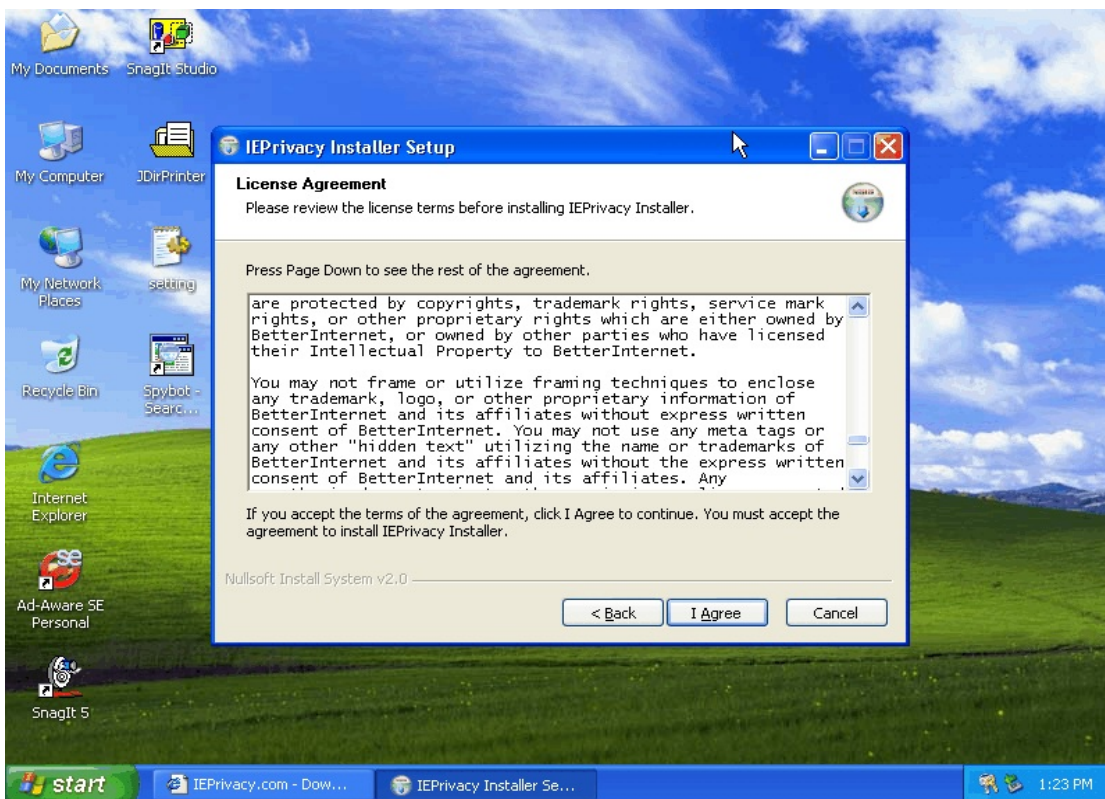 My Documents
SnagIt Studio
My Computer
JDirPrinter
My Network
Places
setting
Recycle Bin
Spybot -
Searc...
Internet
Explorer
Ad-Aware SE
Personal
SnagIt 5
IEPrivacy Installer Setup
License Agreement
Please review the license terms before installing IEPrivacy Installer.
Press Page Down to see the rest of the agreement.
are protected by copyrights, trademark rights, service mark
rights, or other proprietary rights which are either owned by
BetterInternet, or owned by other parties who have licensed
their Intellectual Property to BetterInternet.
You may not frame or utilize framing techniques to enclose
any trademark, logo, or other proprietary information of
BetterInternet and its affiliates without express written
consent of BetterInternet. You may not use any meta tags or
any other "hidden text" utilizing the name or trademarks of
BetterInternet and its affiliates without the express written
consent of BetterInternet and its affiliates. Any
If you accept the terms of the agreement, click I Agree to continue. You must accept the
agreement to install IEPrivacy Installer.
Nullsoft Install System v2.0
< Back
I Agree
Cancel
start
IEPrivacy.com - Dow...
IEPrivacy Installer Se...
1:23 PM